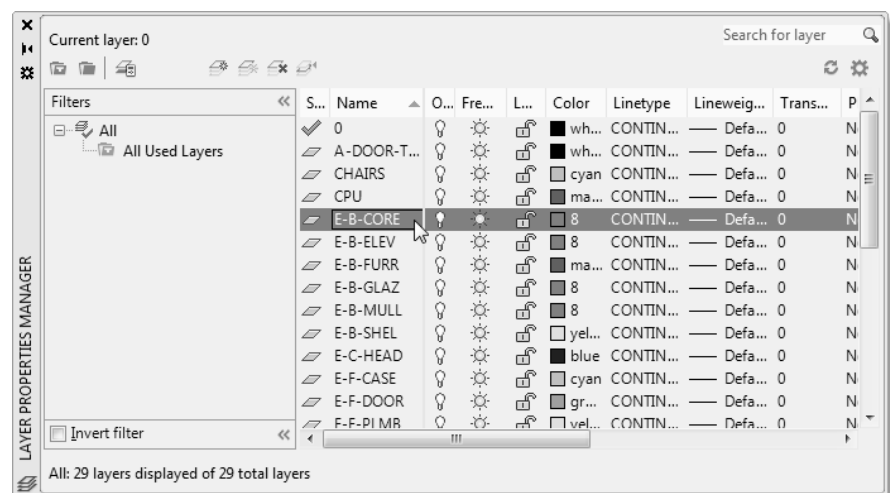 Current layer: 0
Search for layer
Filters
S... Name O... Fre... L... Color Linetype Lineweig... Trans... P
All
All Used Layers
0 wh... CONTIN... Defa... 0 N
A-DOOR-T... wh... CONTIN... Defa... 0 N
CHAIRS cyan CONTIN... Defa... 0 N
CPU ma... CONTIN... Defa... 0 N
E-B-CORE 8 CONTIN... Defa... 0 N
E-B-ELEV 8 CONTIN... Defa... 0 N
E-B-FURR ma... CONTIN... Defa... 0 N
E-B-GLAZ 8 CONTIN... Defa... 0 N
E-B-MULL 8 CONTIN... Defa... 0 N
E-B-SHEL yel... CONTIN... Defa... 0 N
E-C-HEAD blue CONTIN... Defa... 0 N
E-F-CASE cyan CONTIN... Defa... 0 N
E-F-DOOR gr... CONTIN... Defa... 0 N
E-F-PLMB yel... CONTIN... Defa... 0 N
Invert filter
All: 29 layers displayed of 29 total layers
LAYER PROPERTIES MANAGER